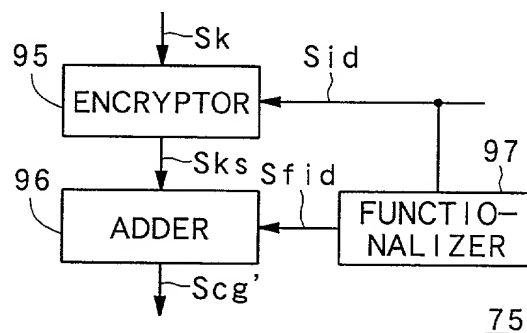 Sk
95
Sid
ENCRYPTOR
Sks
97
96
Sfid
ADDER
FUNCTIO-
NALIZER
Scg'
75